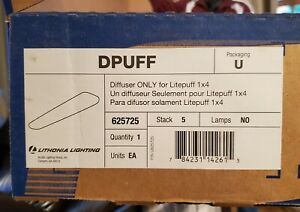 DPUFF
Packaging
U
Diffuser ONLY for Litepuff 1x4
Un diffuseur Seulement pour Litepuff 1x4
Para difusor solament Litepuff 1x4
625725 Stack 5 Lamps NO
Quantity 1
Units EA
LITHONIA LIGHTING
7 84231 14261 3